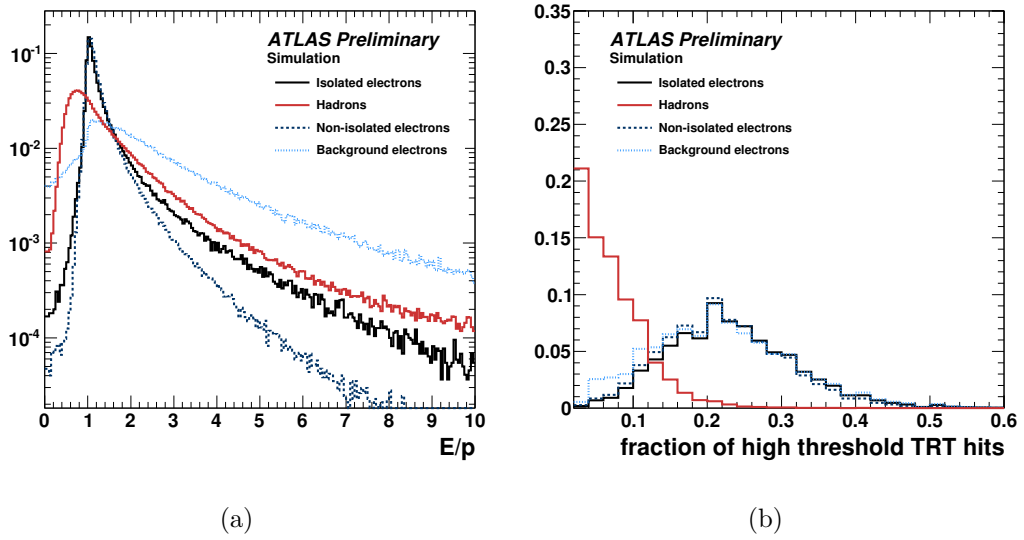 ATLAS Preliminary
Simulation
Isolated electrons
Hadrons
Non-isolated electrons
Background electrons
10^-1
10^-2
10^-3
10^-4
0 1 2 3 4 5 6 7 8 9 10
E/p
(a)
ATLAS Preliminary
Simulation
Isolated electrons
Hadrons
Non-isolated electrons
Background electrons
0.35
0.3
0.25
0.2
0.15
0.1
0.05
0
0.1 0.2 0.3 0.4 0.5 0.6
fraction of high threshold TRT hits
(b)